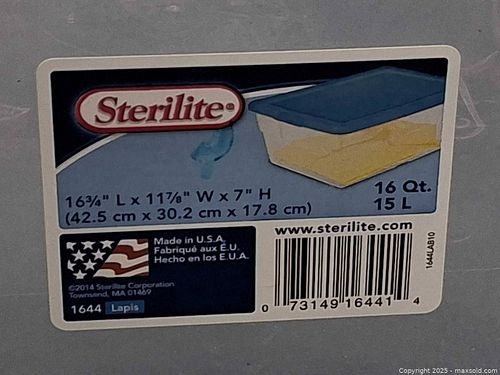 Sterilite®
16¾" L x 11⅞" W x 7" H
(42.5 cm x 30.2 cm x 17.8 cm)
16 Qt.
15 L
www.sterilite.com
Made in U.S.A.
Fabriqué aux É.U.
Hecho en los E.U.A.
©2014 Sterilite Corporation
Townsend, MA 01469
1644 Lapis
1644LAB10
0 73149 16441 4
Copyright 2025 - maxsold.com